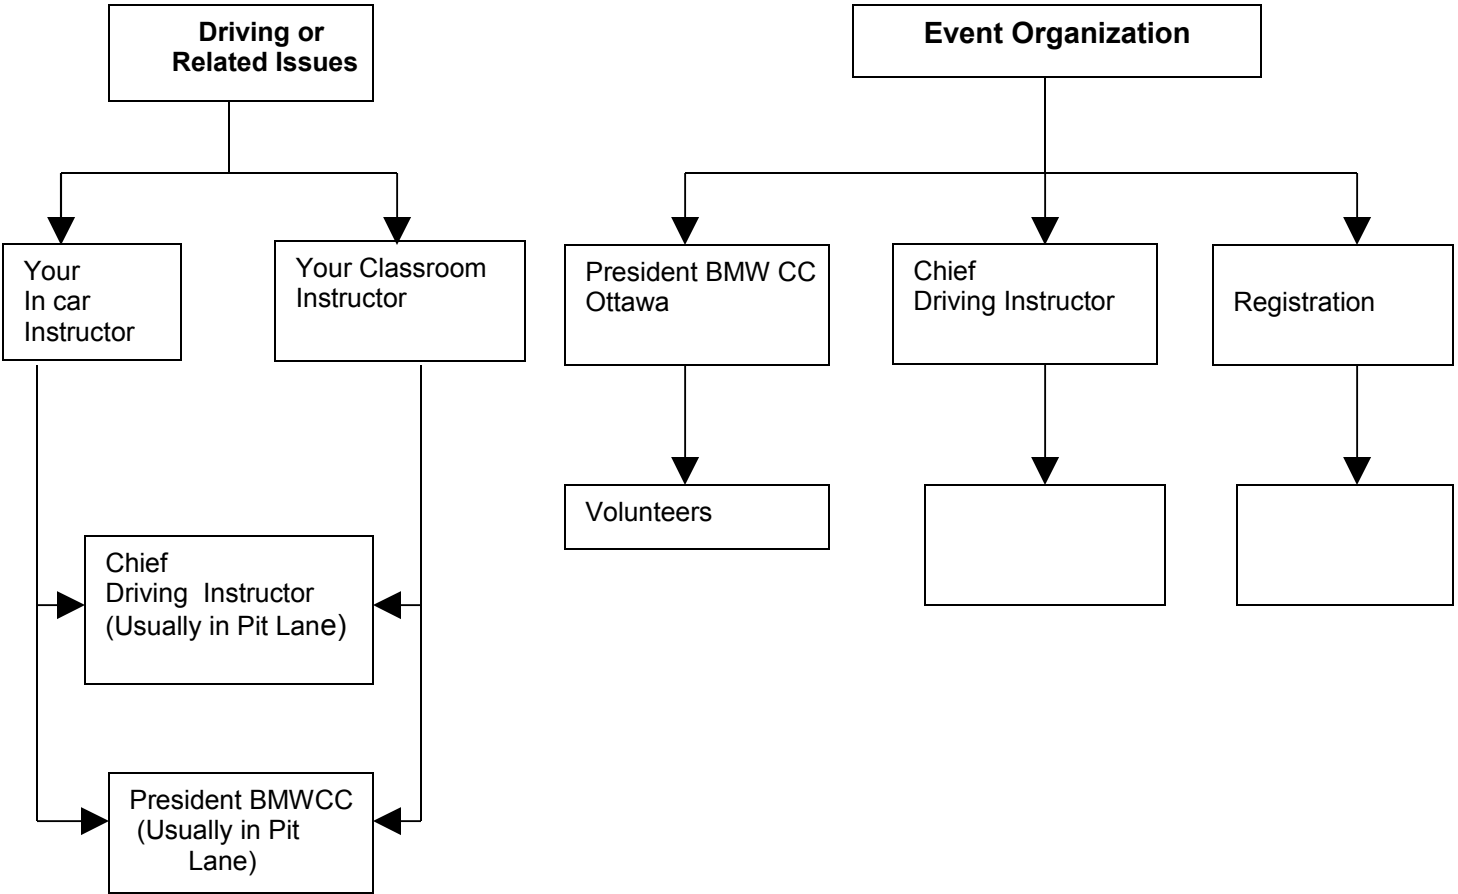 Driving or
Related Issues
Event Organization
Your
In car
Instructor
Your Classroom
Instructor
President BMW CC
Ottawa
Chief
Driving Instructor
Registration
Volunteers
Chief
Driving Instructor
(Usually in Pit Lane)
President BMWCC
(Usually in Pit
Lane)